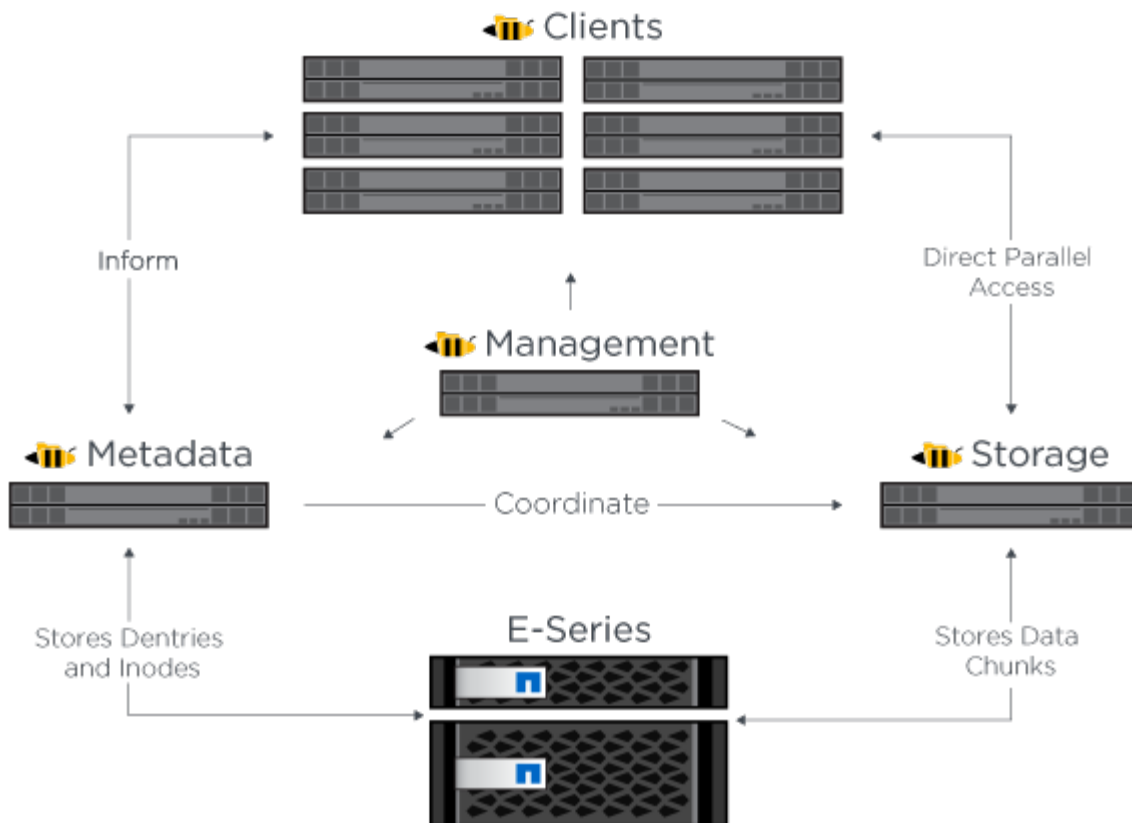 Clients
Inform
Direct Parallel
Access
Management
Metadata
Storage
Coordinate
Stores Dentries
and Inodes
E-Series
Stores Data
Chunks